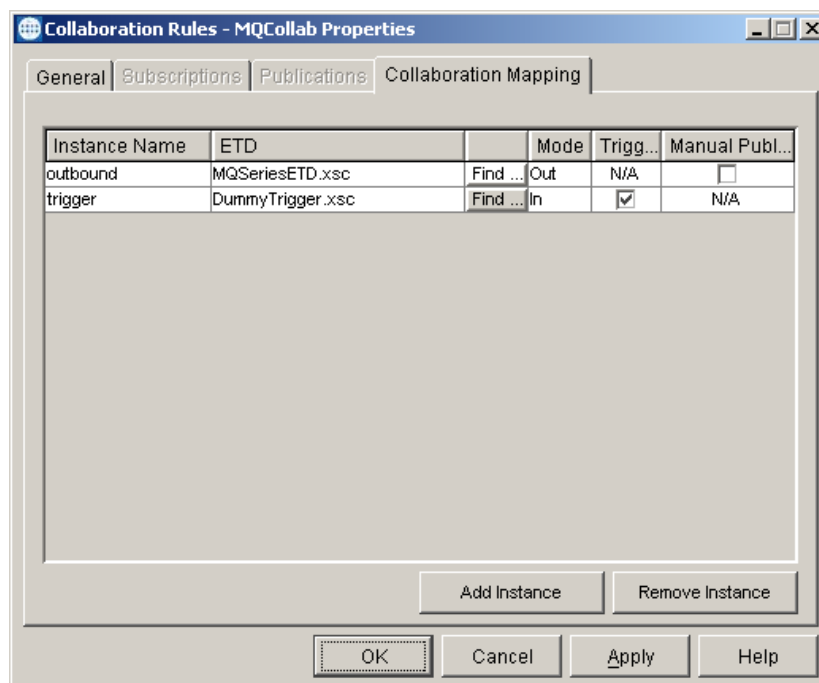 Collaboration Rules - MQCollab Properties
General Subscriptions Publications Collaboration Mapping
Instance Name ETD Mode Trigg... Manual Publ...
outbound MQSeriesETD.xsc Find ... Out N/A
trigger DummyTrigger.xsc Find ... In N/A
Add Instance Remove Instance
OK Cancel Apply Help